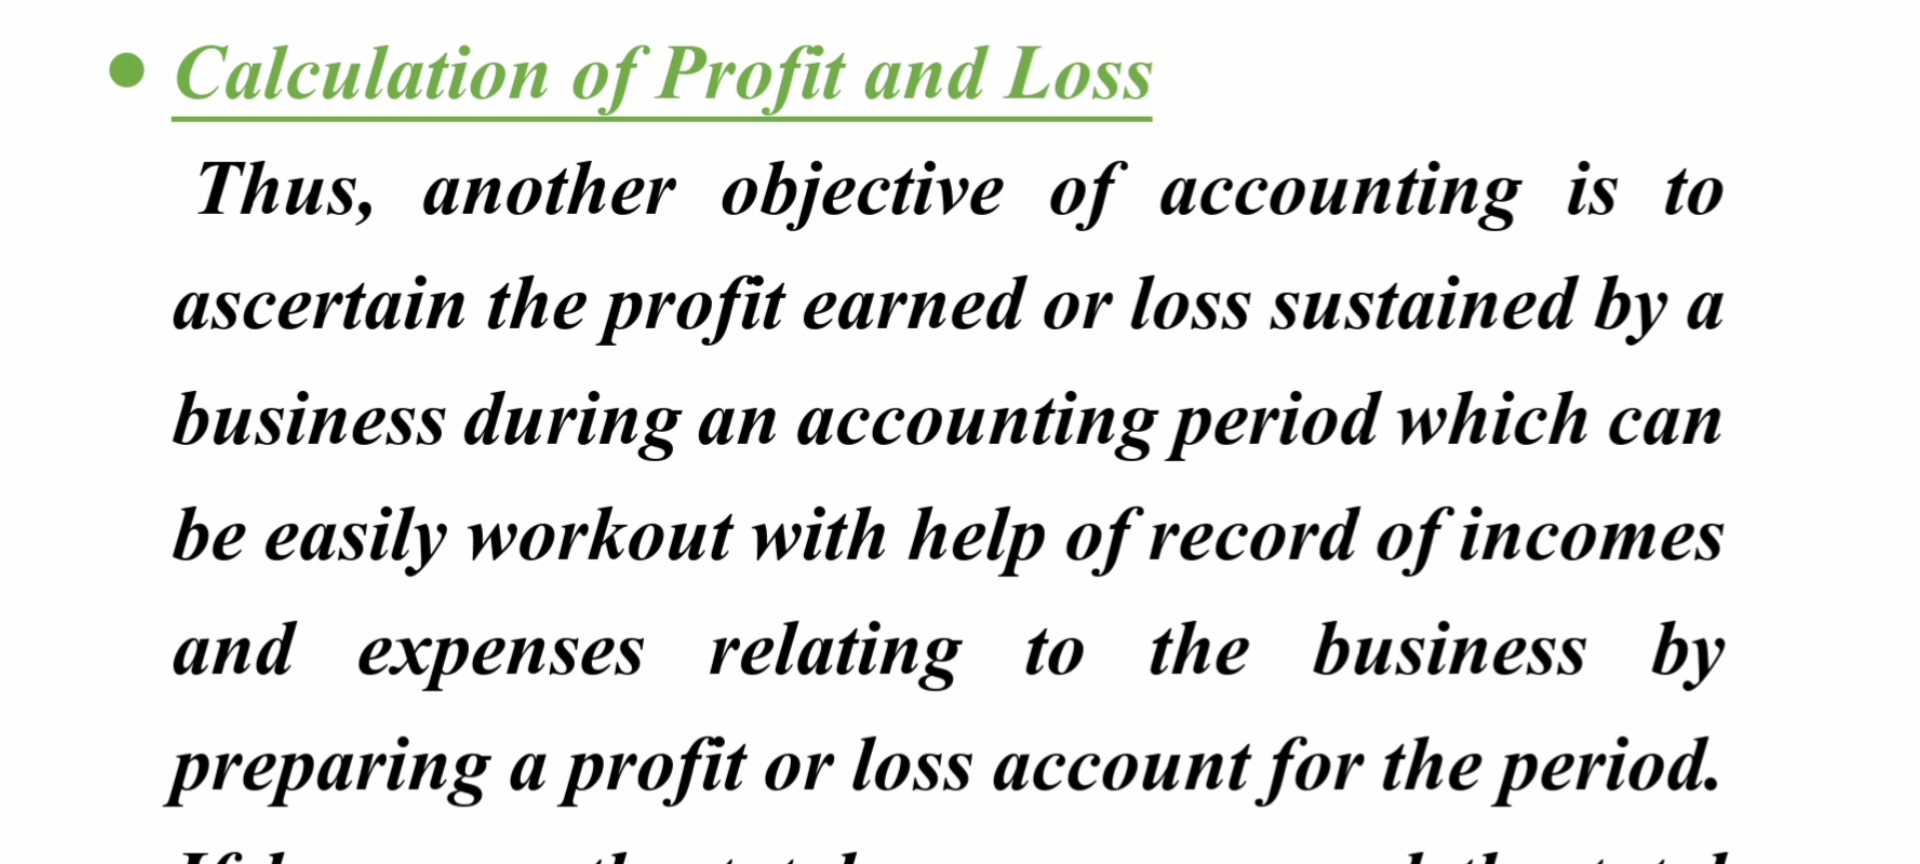 • Calculation of Profit and Loss
Thus, another objective of accounting is to
ascertain the profit earned or loss sustained by a
business during an accounting period which can
be easily workout with help of record of incomes
and expenses relating to the business by
preparing a profit or loss account for the period.